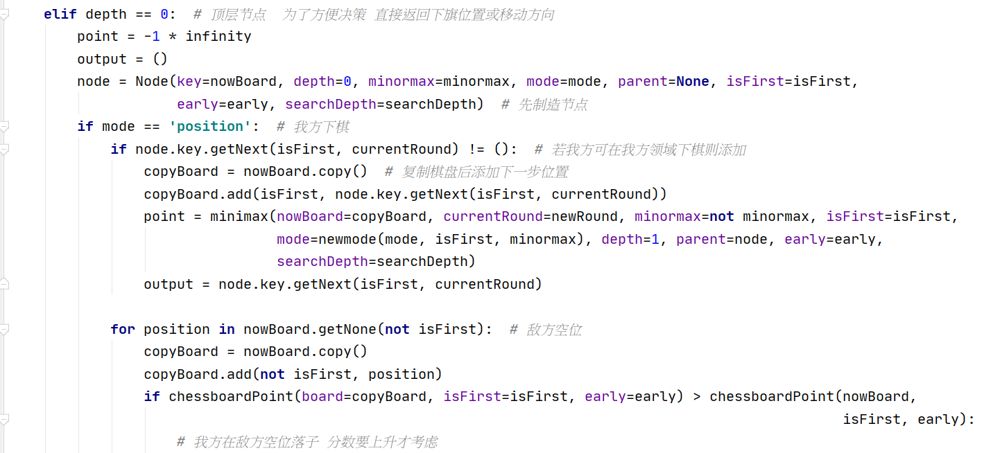 elif depth == 0:  # 顶层节点  为了方便决策 直接返回下旗位置或移动方向
    point = -1 * infinity
    output = ()
    node = Node(key=nowBoard, depth=0, minormax=minormax, mode=mode, parent=None, isFirst=isFirst,
                early=early, searchDepth=searchDepth)  # 先制造节点
    if mode == 'position':  # 我方下棋
        if node.key.getNext(isFirst, currentRound) != ():  # 若我方可在我方领域下棋则添加
            copyBoard = nowBoard.copy()  # 复制棋盘后添加下一步位置
            copyBoard.add(isFirst, node.key.getNext(isFirst, currentRound))
            point = minimax(nowBoard=copyBoard, currentRound=newRound, minormax=not minormax, isFirst=isFirst,
                            mode=newmode(mode, isFirst, minormax), depth=1, parent=node, early=early,
                            searchDepth=searchDepth)
            output = node.key.getNext(isFirst, currentRound)

        for position in nowBoard.getNone(not isFirst):  # 敌方空位
            copyBoard = nowBoard.copy()
            copyBoard.add(not isFirst, position)
            if chessboardPoint(board=copyBoard, isFirst=isFirst, early=early) > chessboardPoint(nowBoard,
                                                                                                isFirst, early):
                # 我方在敌方空位落子 分数要上升才考虑